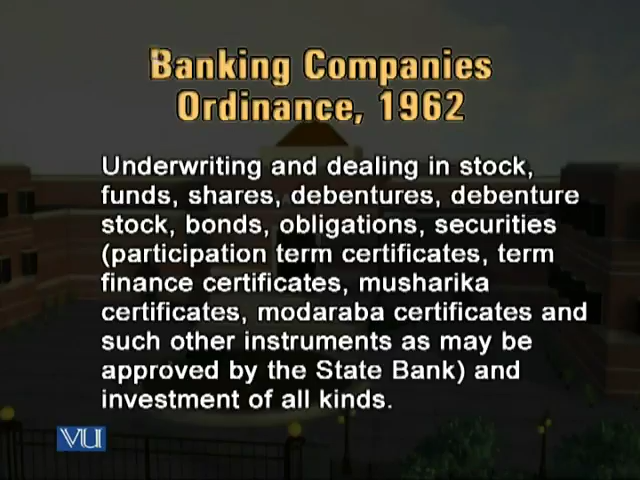 Banking Companies
Ordinance, 1962
Underwriting and dealing in stock,
funds, shares, debentures, debenture
stock, bonds, obligations, securities
(participation term certificates, term
finance certificates, musharika
certificates, modaraba certificates and
such other instruments as may be
approved by the State Bank) and
investment of all kinds.
VU